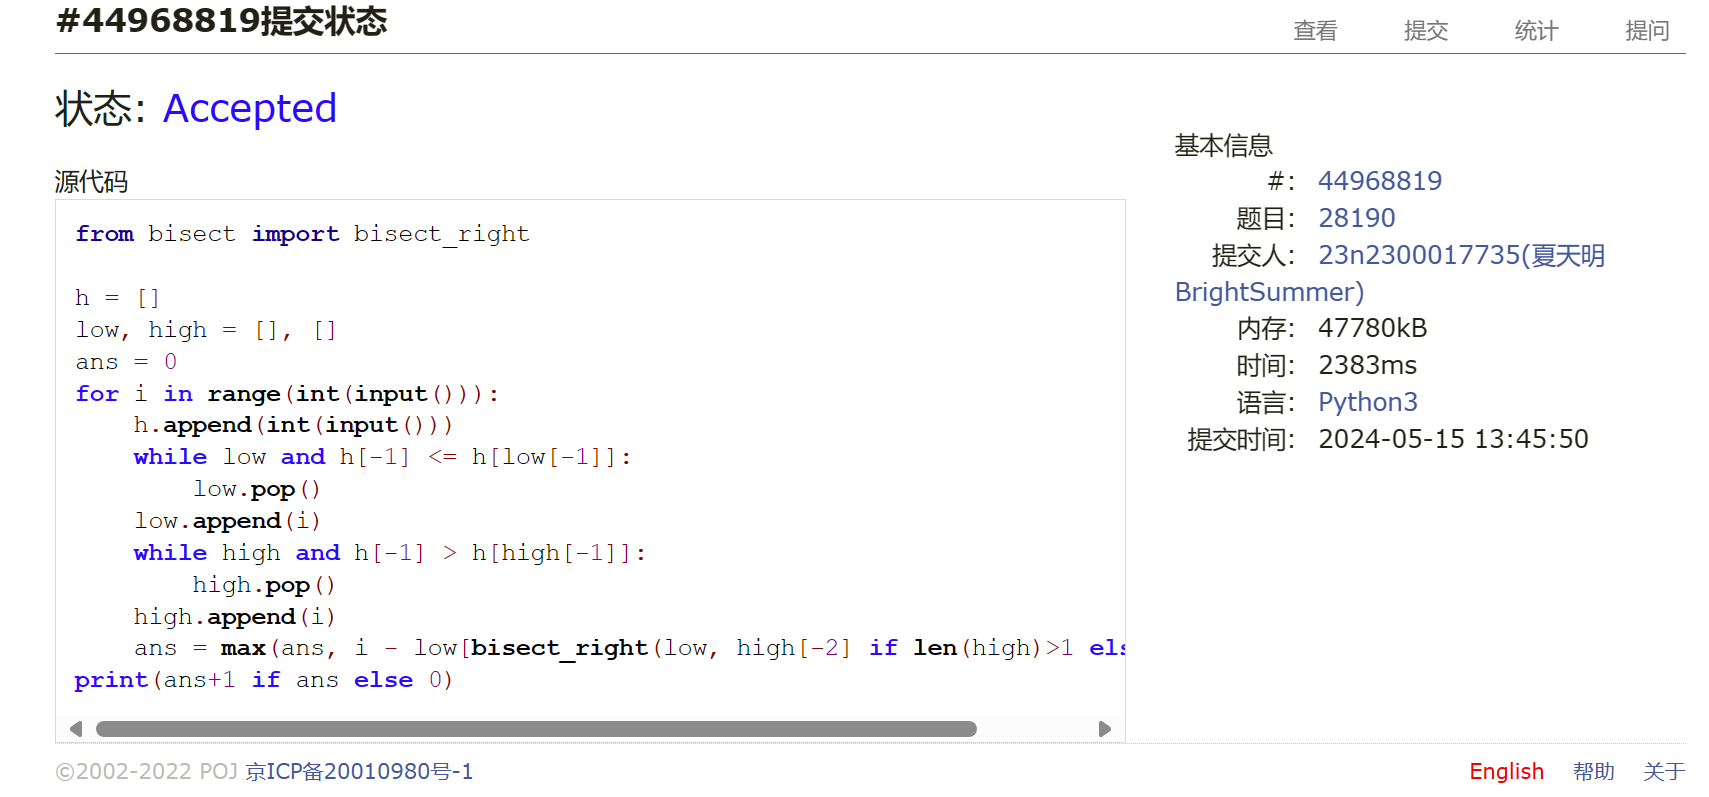 #44968819提交状态
查看 提交 统计 提问
状态: Accepted
源代码
from bisect import bisect_right
h = []
low, high = [], []
ans = 0
for i in range(int(input())):
    h.append(int(input()))
    while low and h[-1] <= h[low[-1]]:
        low.pop()
    low.append(i)
    while high and h[-1] > h[high[-1]]:
        high.pop()
    high.append(i)
    ans = max(ans, i - low[bisect_right(low, high[-2] if len(high)>1 els
print(ans+1 if ans else 0)
基本信息
#: 44968819
题目: 28190
提交人: 23n2300017735(夏天明
BrightSummer)
内存: 47780kB
时间: 2383ms
语言: Python3
提交时间: 2024-05-15 13:45:50
©2002-2022 POJ 京ICP备20010980号-1
English 帮助 关于